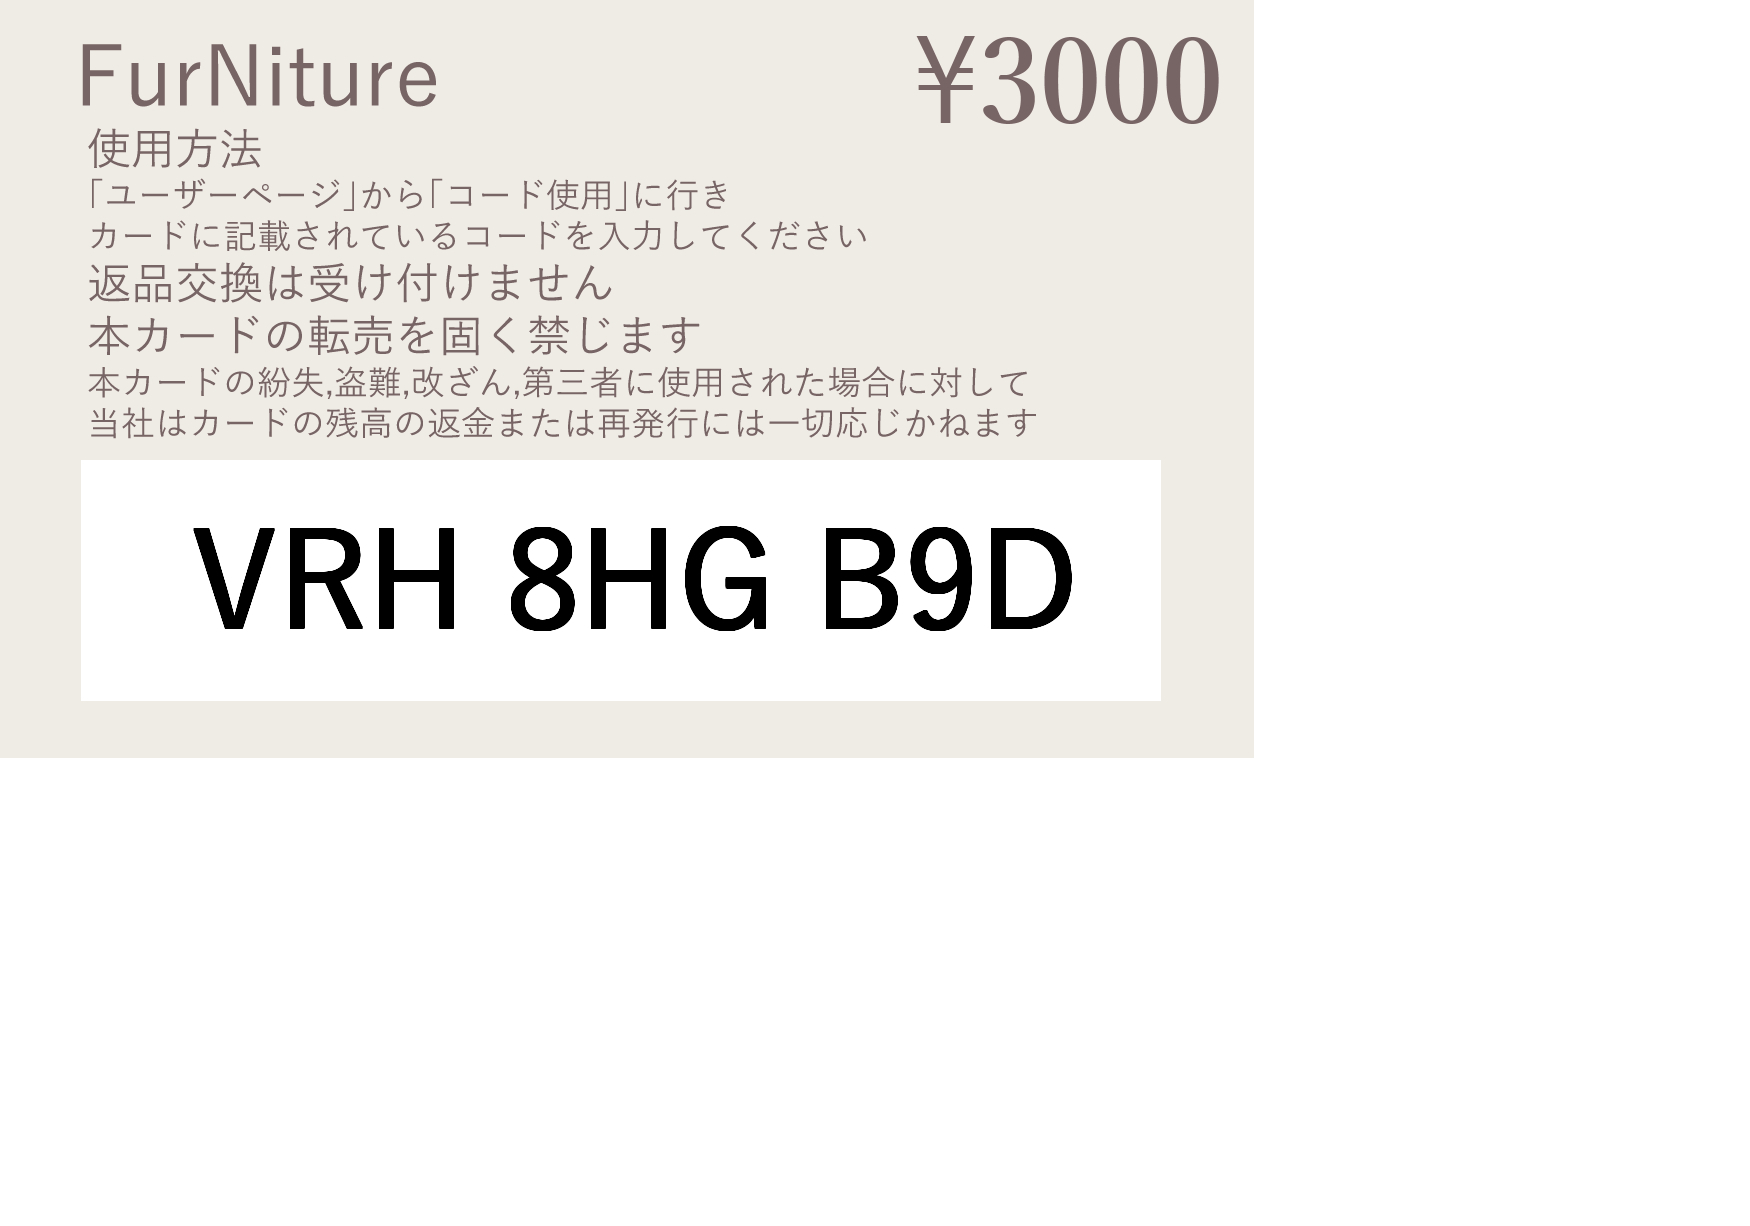 FurNiture
¥3000
使用方法
「ユーザーページ」から「コード使用」に行き
カードに記載されているコードを入力してください
返品交換は受け付けません
本カードの転売を固く禁じます
本カードの紛失,盗難,改ざん,第三者に使用された場合に対して
当社はカードの残高の返金または再発行には一切応じかねます
VRH 8HG B9D